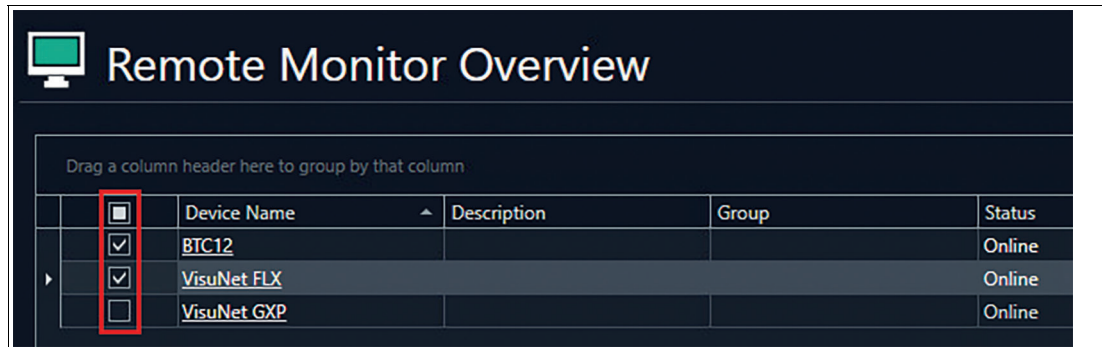 Remote Monitor Overview
Drag a column header here to group by that column
Device Name Description Group Status
BTC12 Online
VisuNet FLX Online
VisuNet GXP Online